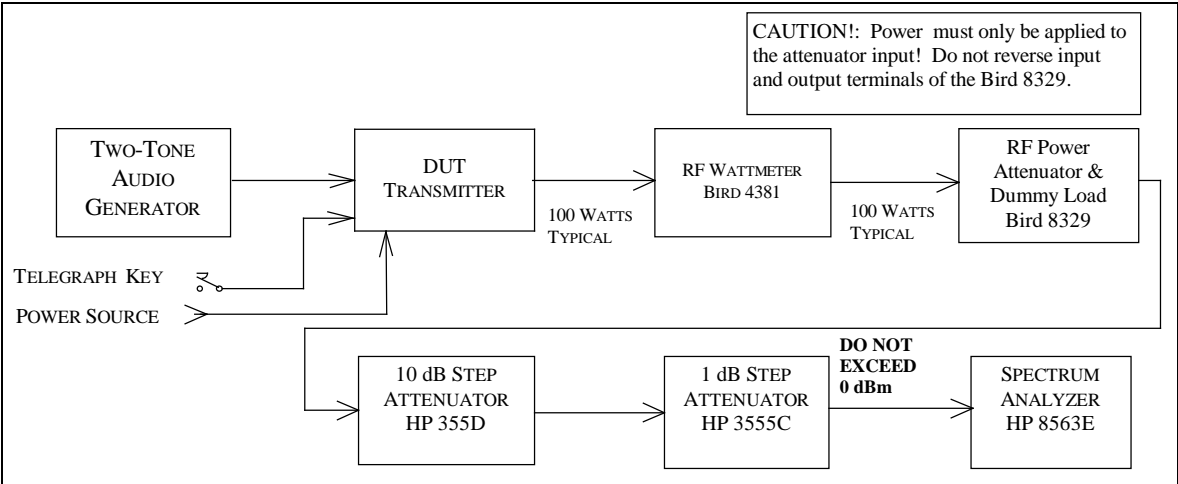 CAUTION!: Power must only be applied to
the attenuator input! Do not reverse input
and output terminals of the Bird 8329.
TWO-TONE
AUDIO
GENERATOR
DUT
TRANSMITTER
RF WATTMETER
BIRD 4381
RF Power
Attenuator &
Dummy Load
Bird 8329
100 WATTS
TYPICAL
100 WATTS
TYPICAL
TELEGRAPH KEY
POWER SOURCE
10 dB STEP
ATTENUATOR
HP 355D
1 dB STEP
ATTENUATOR
HP 3555C
DO NOT
EXCEED
0 dBm
SPECTRUM
ANALYZER
HP 8563E